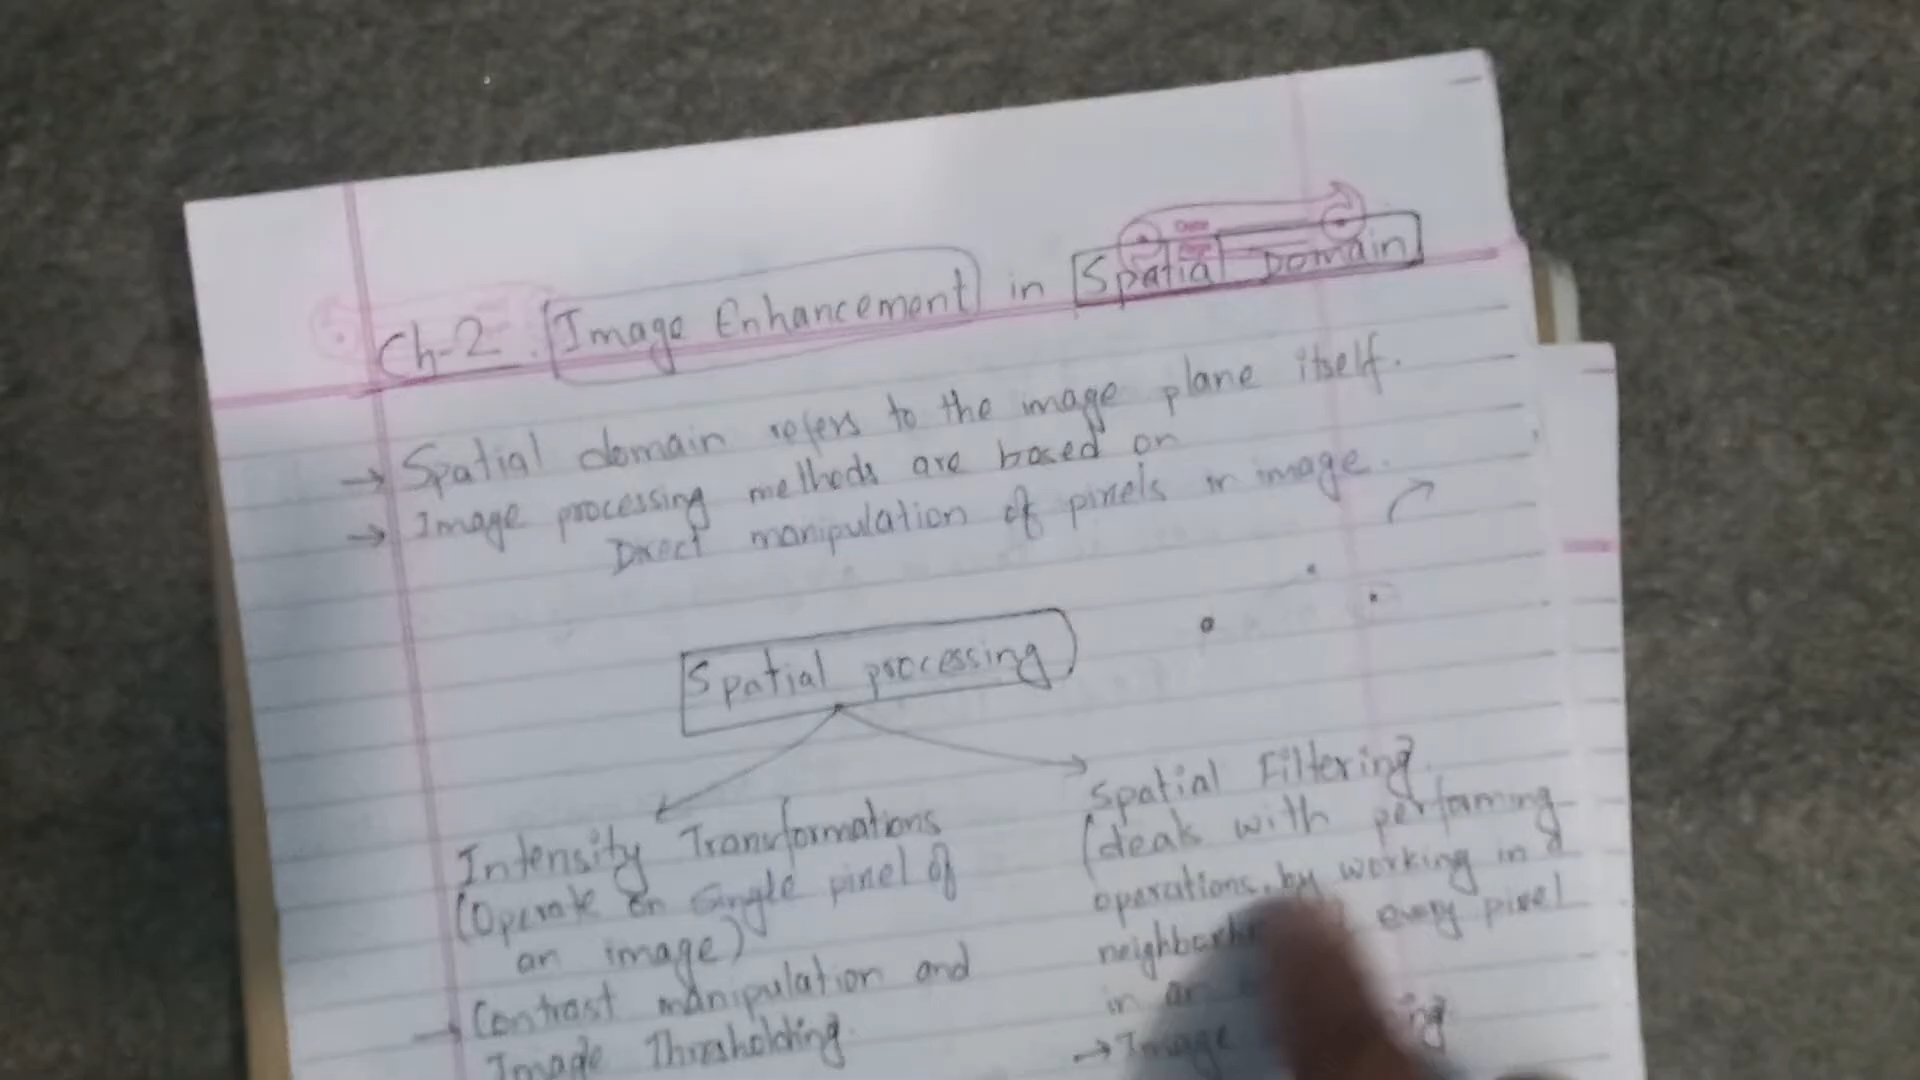 Ch-2. Image Enhancement in Spatial Domain
→ Spatial domain refers to the image plane itself.
→ Image processing methods are based on
Direct manipulation of pixels in image.
Spatial processing
Intensity Transformations
(Operate on Single pixel of
an image)
→ Contrast manipulation and
Image Thresholding.
Spatial Filtering.
(deals with performing
operations, by working in a
every pixel
in an
→ Image